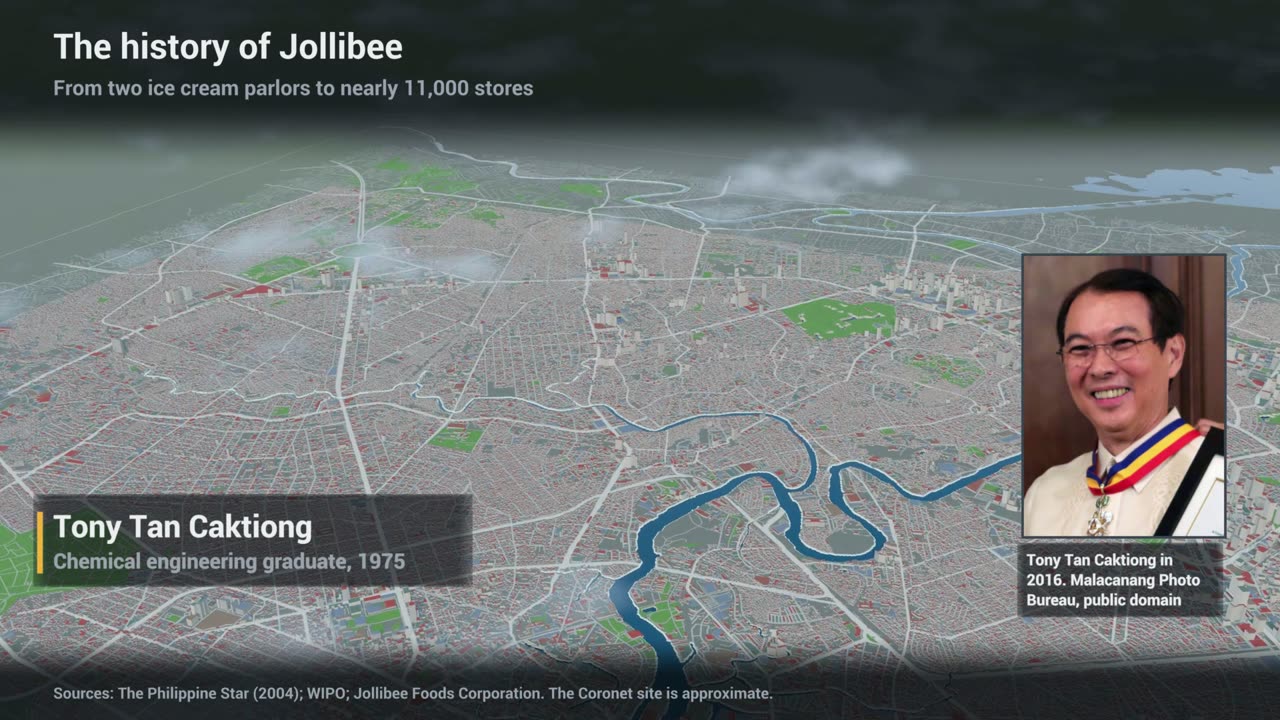 The history of Jollibee
From two ice cream parlors to nearly 11,000 stores
Tony Tan Caktiong
Chemical engineering graduate, 1975
Tony Tan Caktiong in
2016. Malacanang Photo
Bureau, public domain
Sources: The Philippine Star (2004); WIPO; Jollibee Foods Corporation. The Coronet site is approximate.